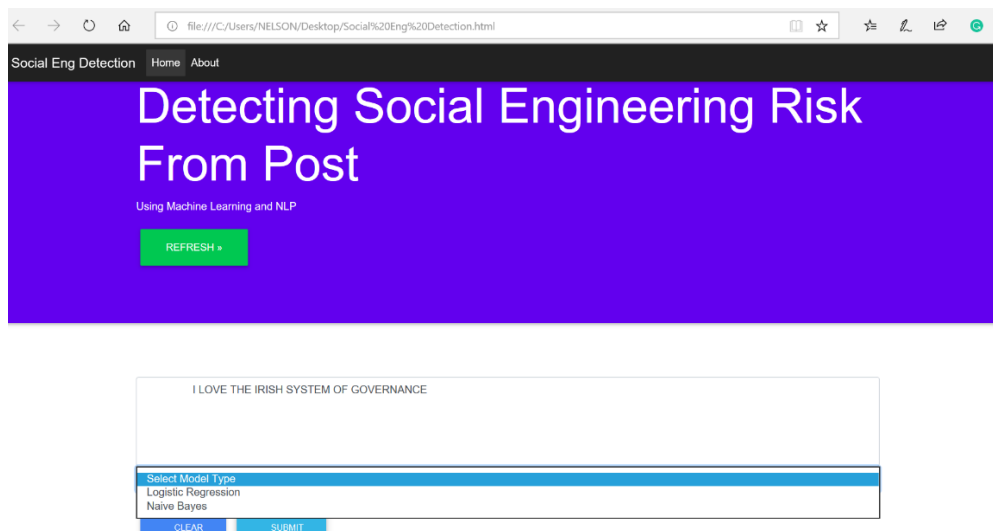 file:///C:/Users/NELSON/Desktop/Social%20Eng%20Detection.html
Social Eng Detection Home About
Detecting Social Engineering Risk
From Post
Using Machine Learning and NLP
REFRESH »
I LOVE THE IRISH SYSTEM OF GOVERNANCE
Select Model Type
Logistic Regression
Naive Bayes
CLEAR SUBMIT